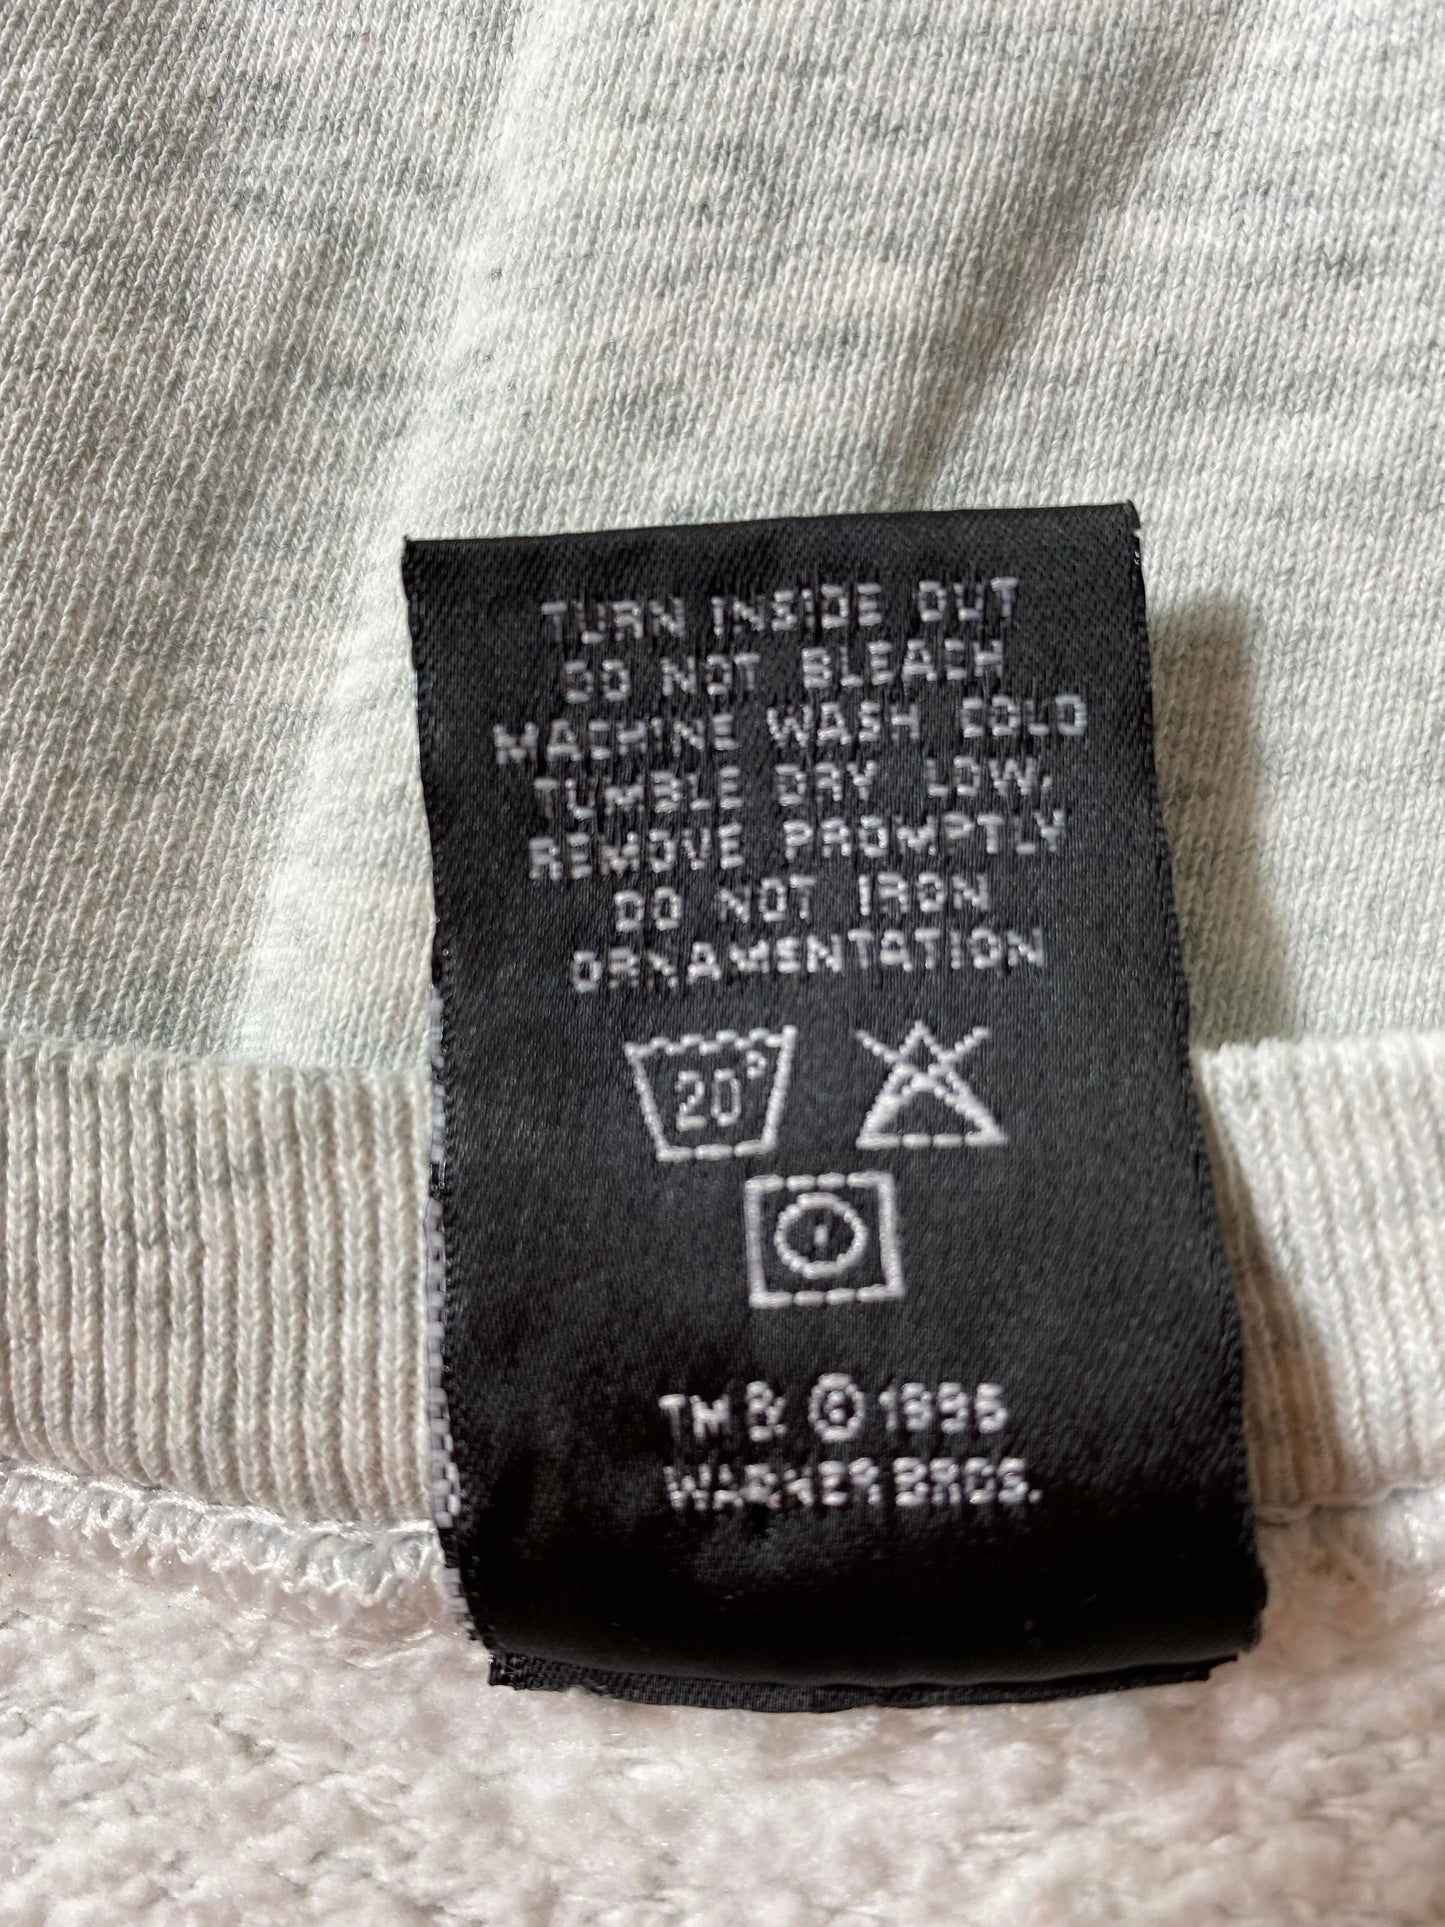 TURN INSIDE OUT
DO NOT BLEACH
MACHINE WASH COLD
TUMBLE DRY LOW,
REMOVE PROMPTLY
DO NOT IRON
ORNAMENTATION
20°
TM & © 1996
WARNER BROS.